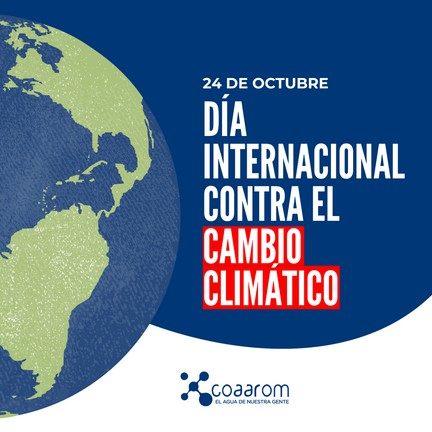 24 DE OCTUBRE
DÍA
INTERNACIONAL
CONTRA EL
CAMBIO
CLIMÁTICO
coaarom
EL AGUA DE NUESTRA GENTE